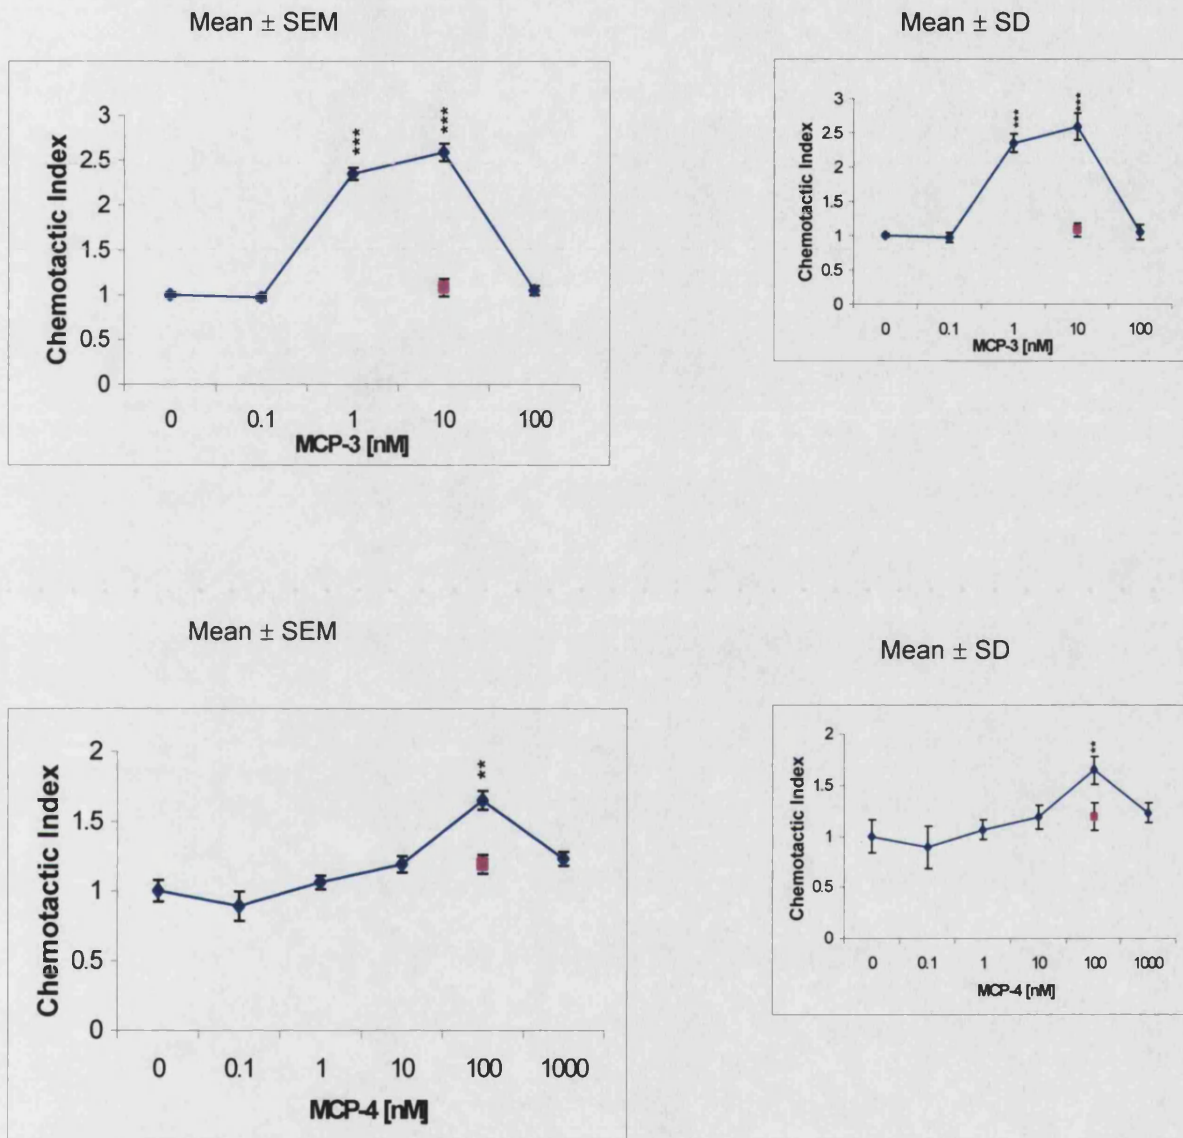 Mean ± SEM
Mean ± SD
Chemotactic Index
3
2.5
2
1.5
1
0.5
0
***
***
0 0.1 1 10 100
MCP-3 [nM]
Chemotactic Index
3
2.5
2
1.5
1
0.5
0
***
***
0 0.1 1 10 100
MCP-3 [nM]
Mean ± SEM
Mean ± SD
Chemotactic Index
2
1.5
1
0.5
0
**
0 0.1 1 10 100 1000
MCP-4 [nM]
Chemotactic Index
2
1.5
1
0.5
0
**
0 0.1 1 10 100 1000
MCP-4 [nM]